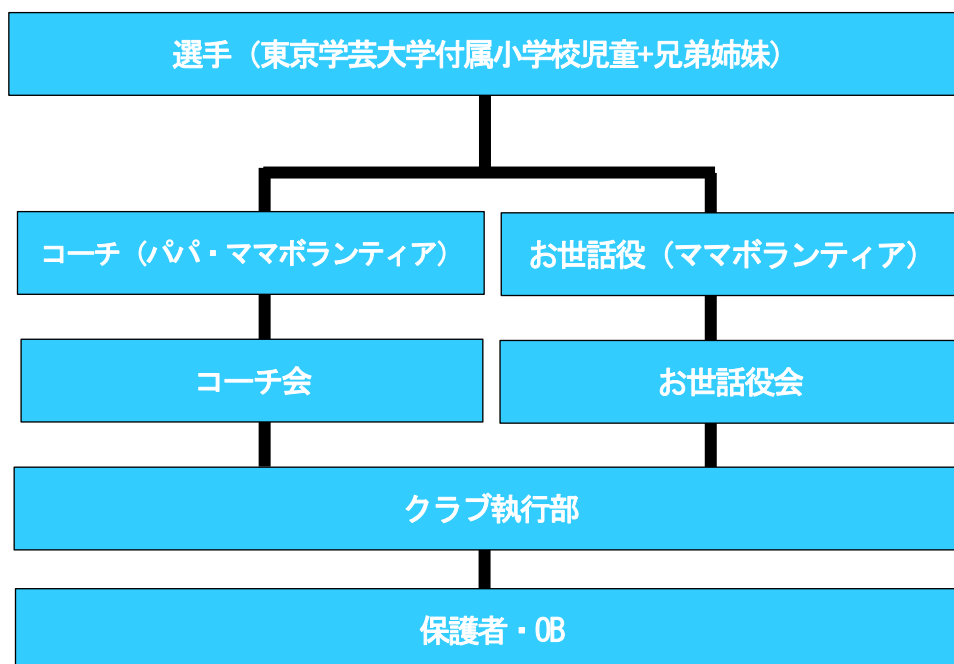 選手（東京学芸大学付属小学校児童+兄弟姉妹）
コーチ（パパ・ママボランティア）
お世話役（ママボランティア）
コーチ会
お世話役会
クラブ執行部
保護者・OB